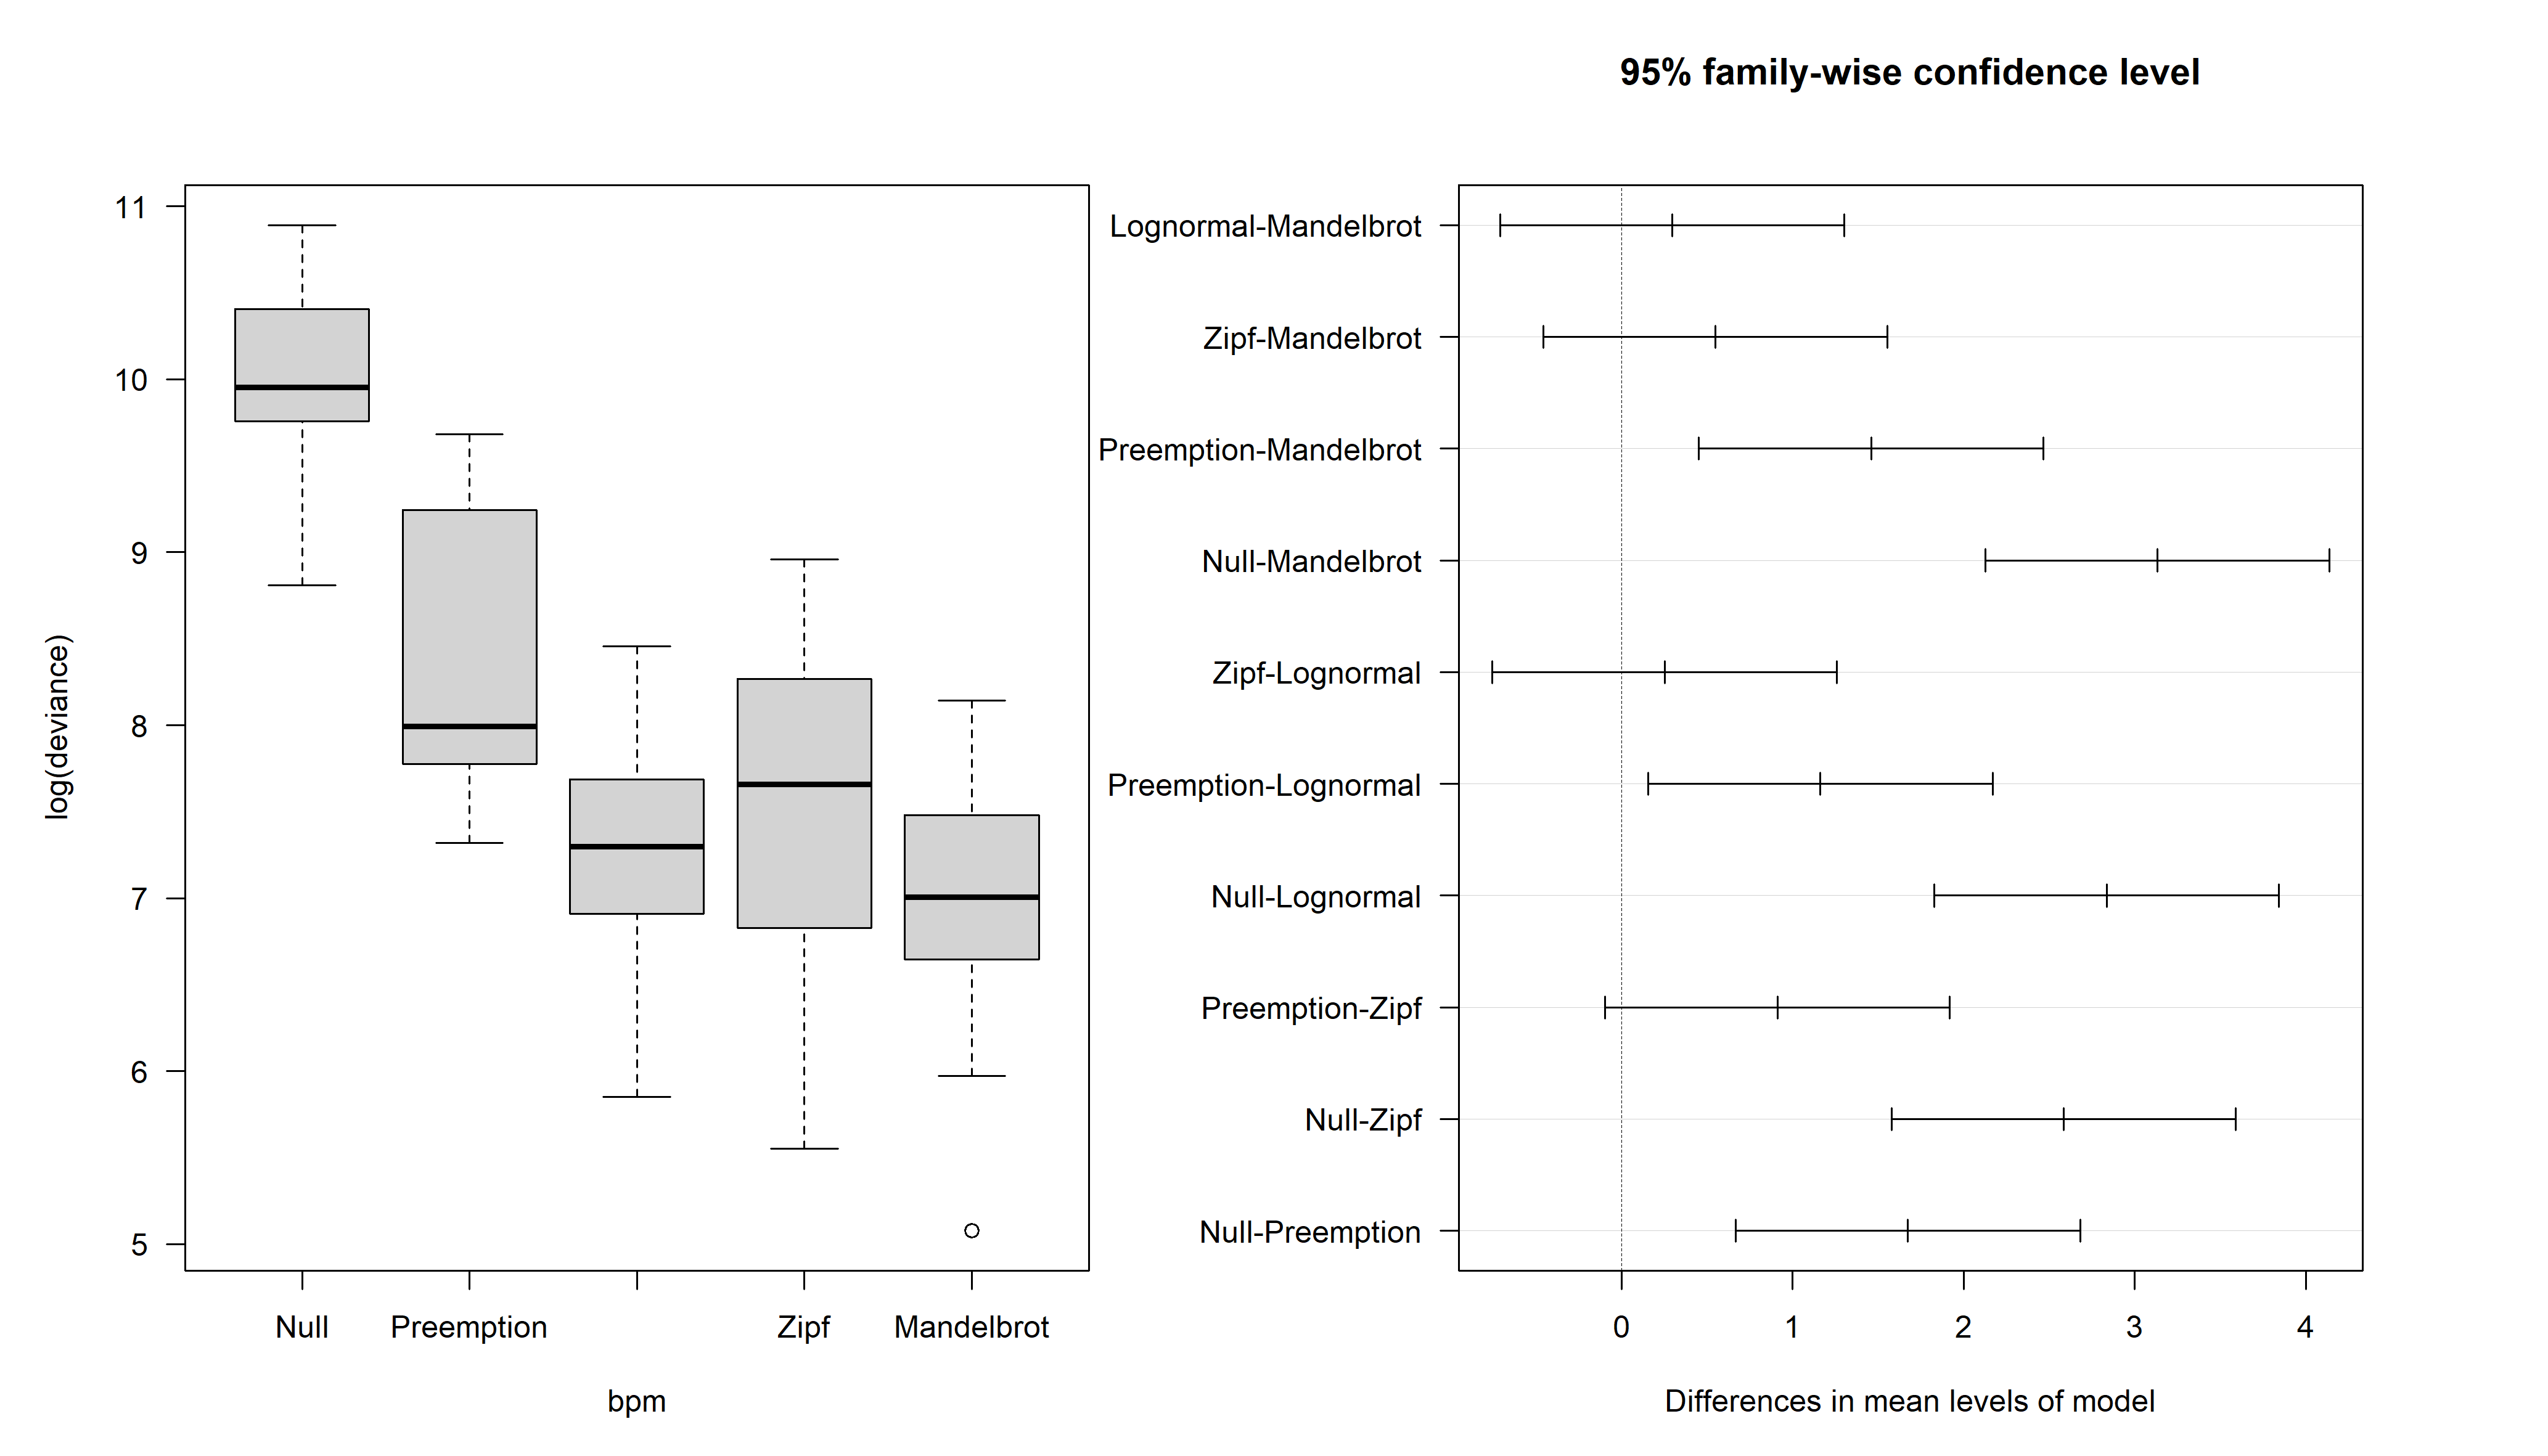 95% family-wise confidence level
log(deviance)
11
10
9
8
7
6
5
Null
Preemption
Zipf
Mandelbrot
bpm
Lognormal-Mandelbrot
Zipf-Mandelbrot
Preemption-Mandelbrot
Null-Mandelbrot
Zipf-Lognormal
Preemption-Lognormal
Null-Lognormal
Preemption-Zipf
Null-Zipf
Null-Preemption
0
1
2
3
4
Differences in mean levels of model